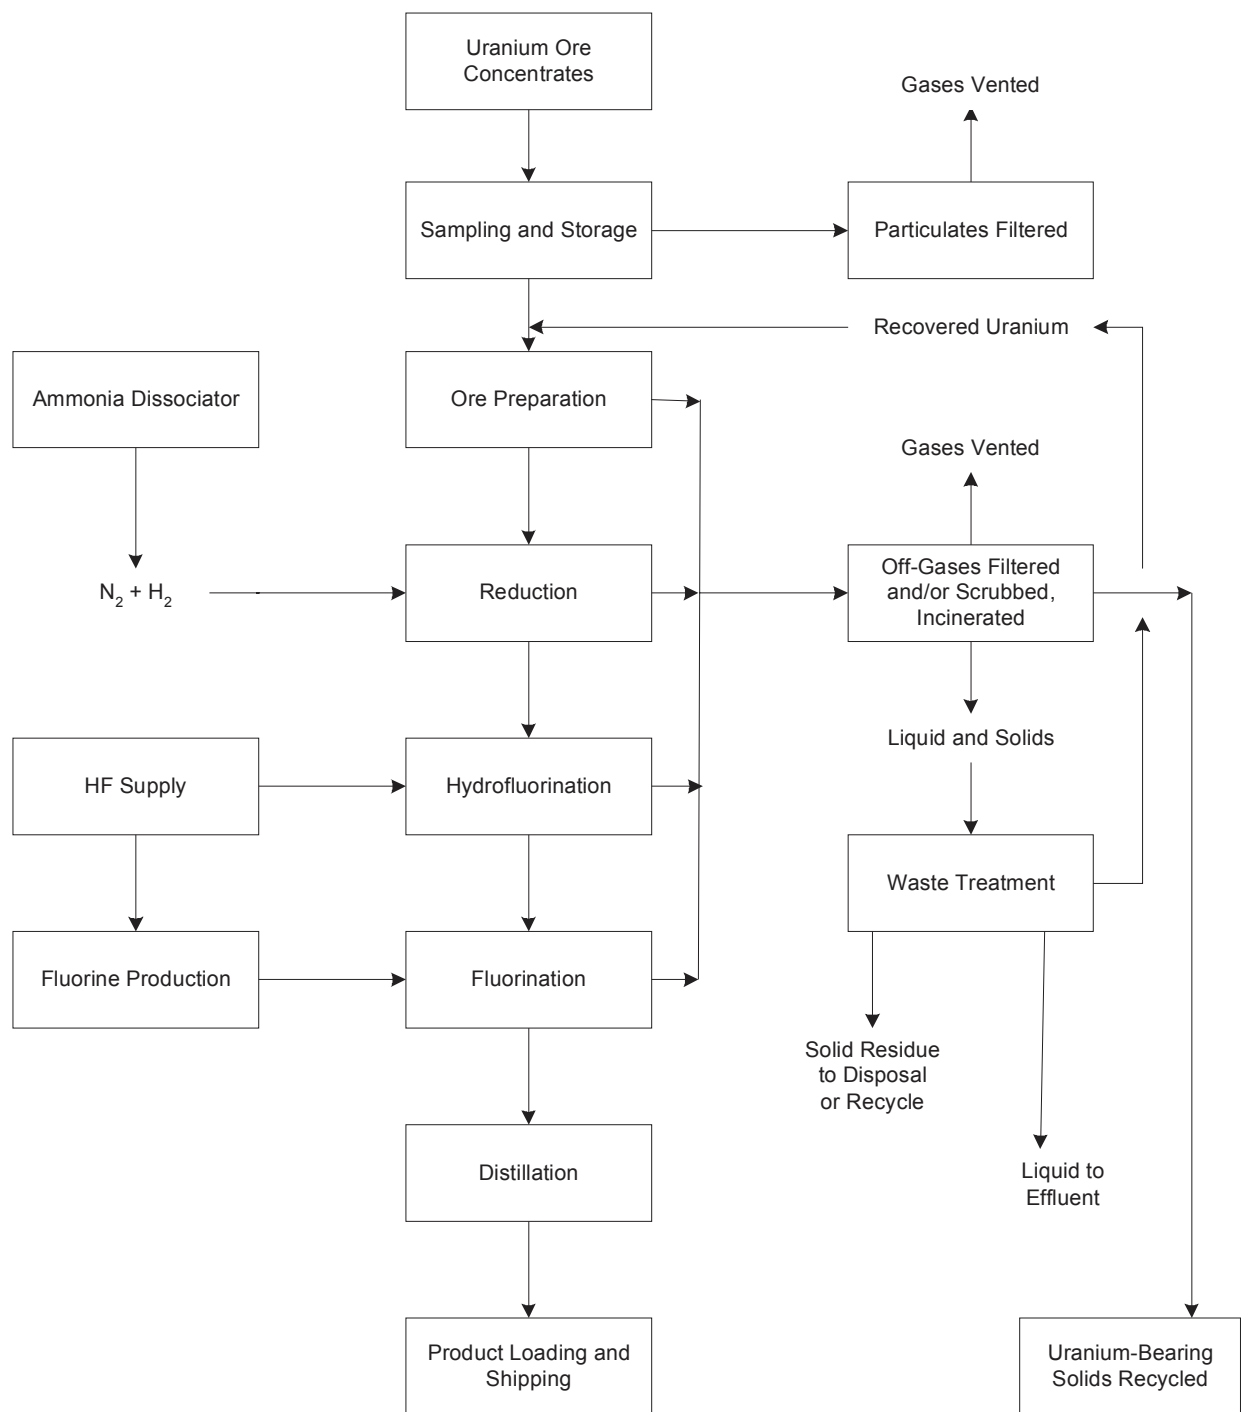 Uranium Ore
Concentrates
Gases Vented
Sampling and Storage
Particulates Filtered
Recovered Uranium
Ammonia Dissociator
Ore Preparation
Gases Vented
N₂ + H₂
Reduction
Off-Gases Filtered
and/or Scrubbed,
Incinerated
Liquid and Solids
HF Supply
Hydrofluorination
Waste Treatment
Fluorine Production
Fluorination
Solid Residue
to Disposal
or Recycle
Distillation
Liquid to
Effluent
Product Loading and
Shipping
Uranium-Bearing
Solids Recycled